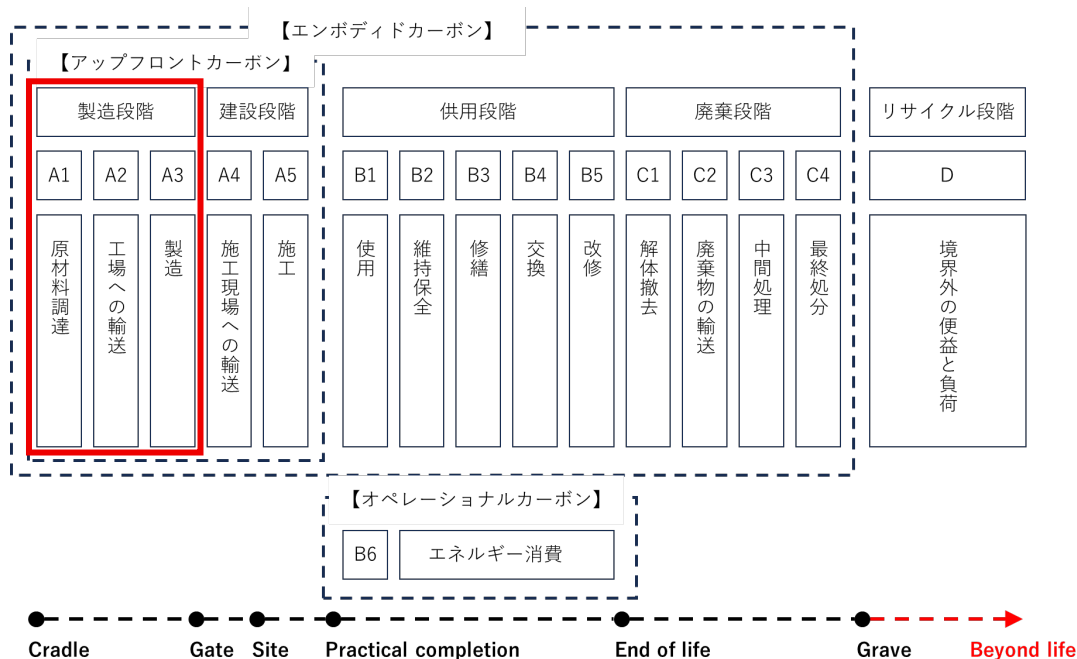 【エンボディドカーボン】
【アップフロントカーボン】
製造段階 建設段階 供用段階 廃棄段階 リサイクル段階
A1 A2 A3 A4 A5 B1 B2 B3 B4 B5 C1 C2 C3 C4 D
原材料調達
工場への輸送
製造
施工現場への輸送
施工
使用
維持保全
修繕
交換
改修
解体撤去
廃棄物の輸送
中間処理
最終処分
境界外の便益と負荷
【オペレーショナルカーボン】
B6 エネルギー消費
Cradle Gate Site Practical completion End of life Grave Beyond life